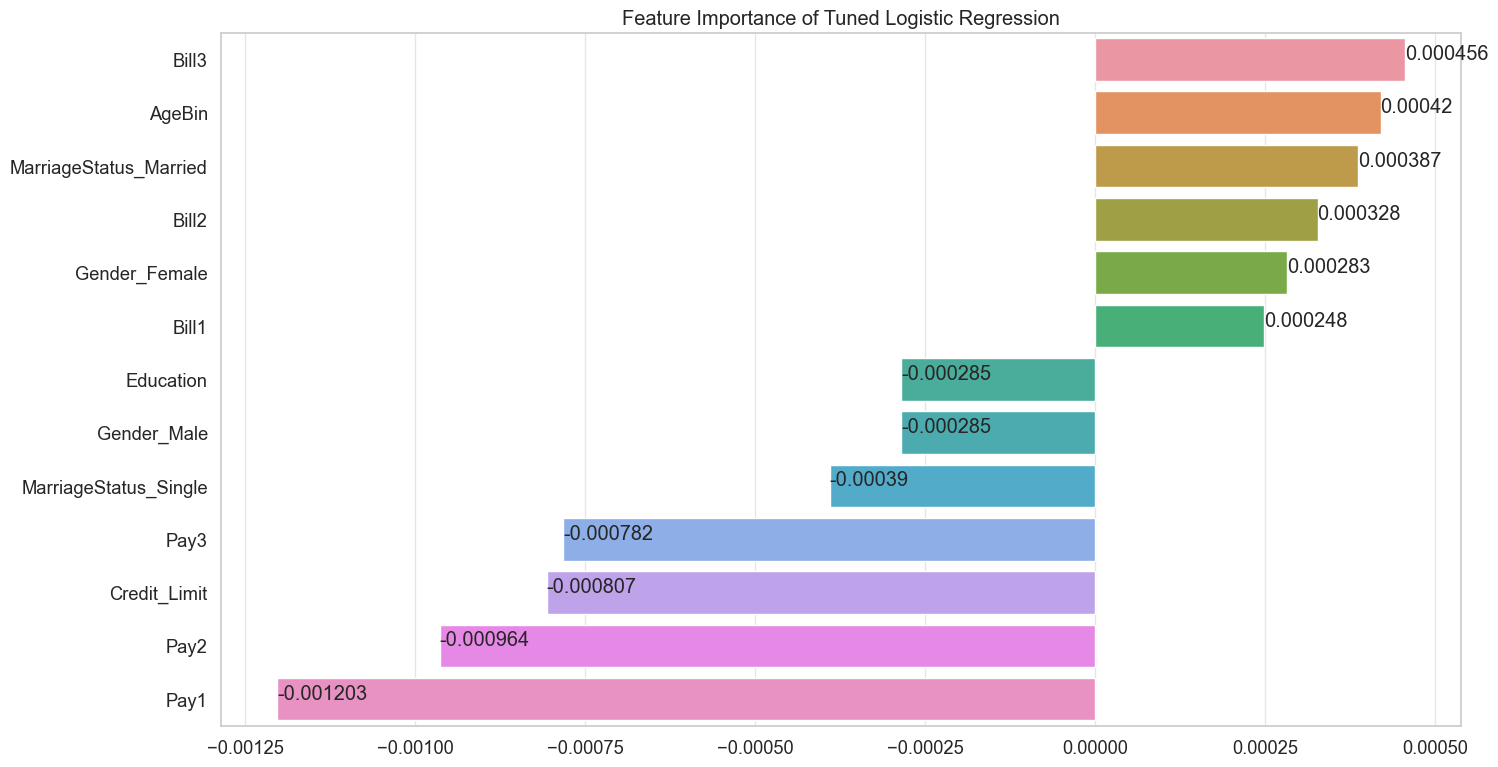 Feature Importance of Tuned Logistic Regression
Bill3 0.000456
AgeBin 0.00042
MarriageStatus_Married 0.000387
Bill2 0.000328
Gender_Female 0.000283
Bill1 0.000248
Education -0.000285
Gender_Male -0.000285
MarriageStatus_Single -0.00039
Pay3 -0.000782
Credit_Limit -0.000807
Pay2 -0.000964
Pay1 -0.001203
−0.00125 −0.00100 −0.00075 −0.00050 −0.00025 0.00000 0.00025 0.00050